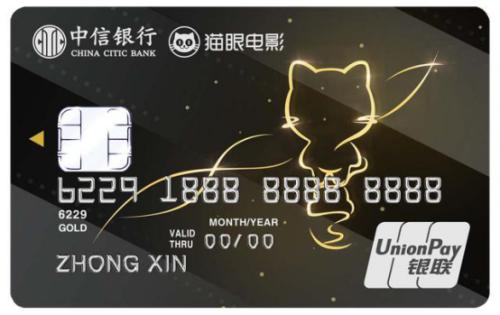 中信银行 猫眼电影
CHINA CITIC BANK
6229 1888 8888 8888
6229
GOLD
MONTH/YEAR
VALID
THRU 00/00
ZHONG XIN
UnionPay
银联